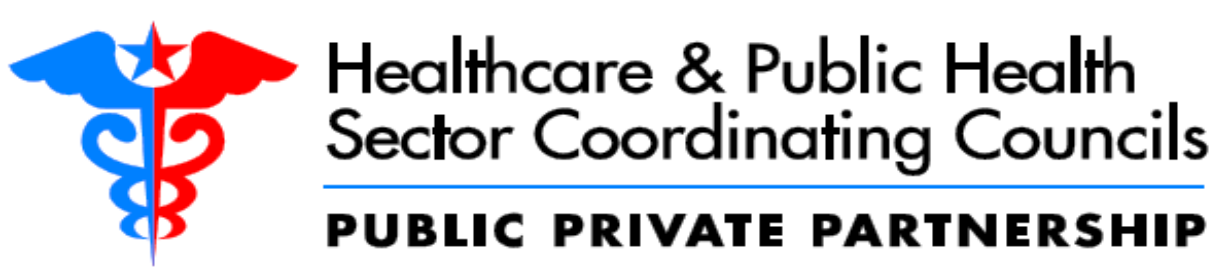 Healthcare & Public Health
Sector Coordinating Councils
PUBLIC PRIVATE PARTNERSHIP